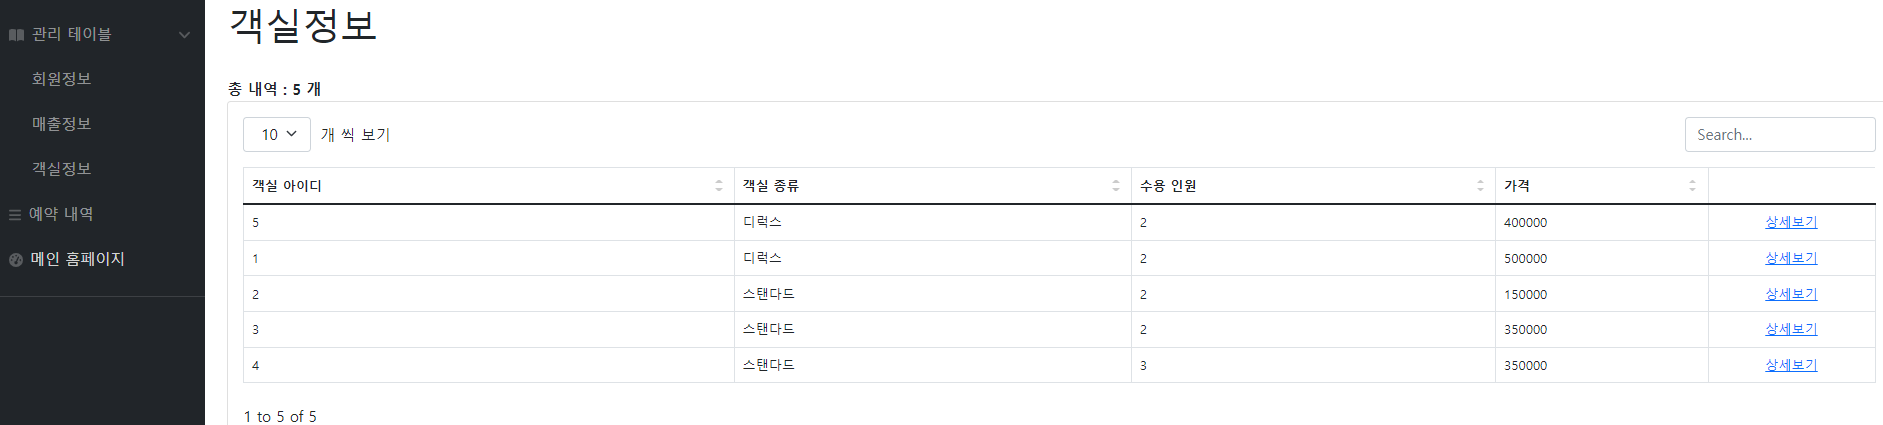 관리 테이블
회원정보
매출정보
객실정보
예약 내역
메인 홈페이지
객실정보
총 내역 : 5 개
10 개 씩 보기 Search...
객실 아이디 객실 종류 수용 인원 가격
5 디럭스 2 400000 상세보기
1 디럭스 2 500000 상세보기
2 스탠다드 2 150000 상세보기
3 스탠다드 2 350000 상세보기
4 스탠다드 3 350000 상세보기
1 to 5 of 5